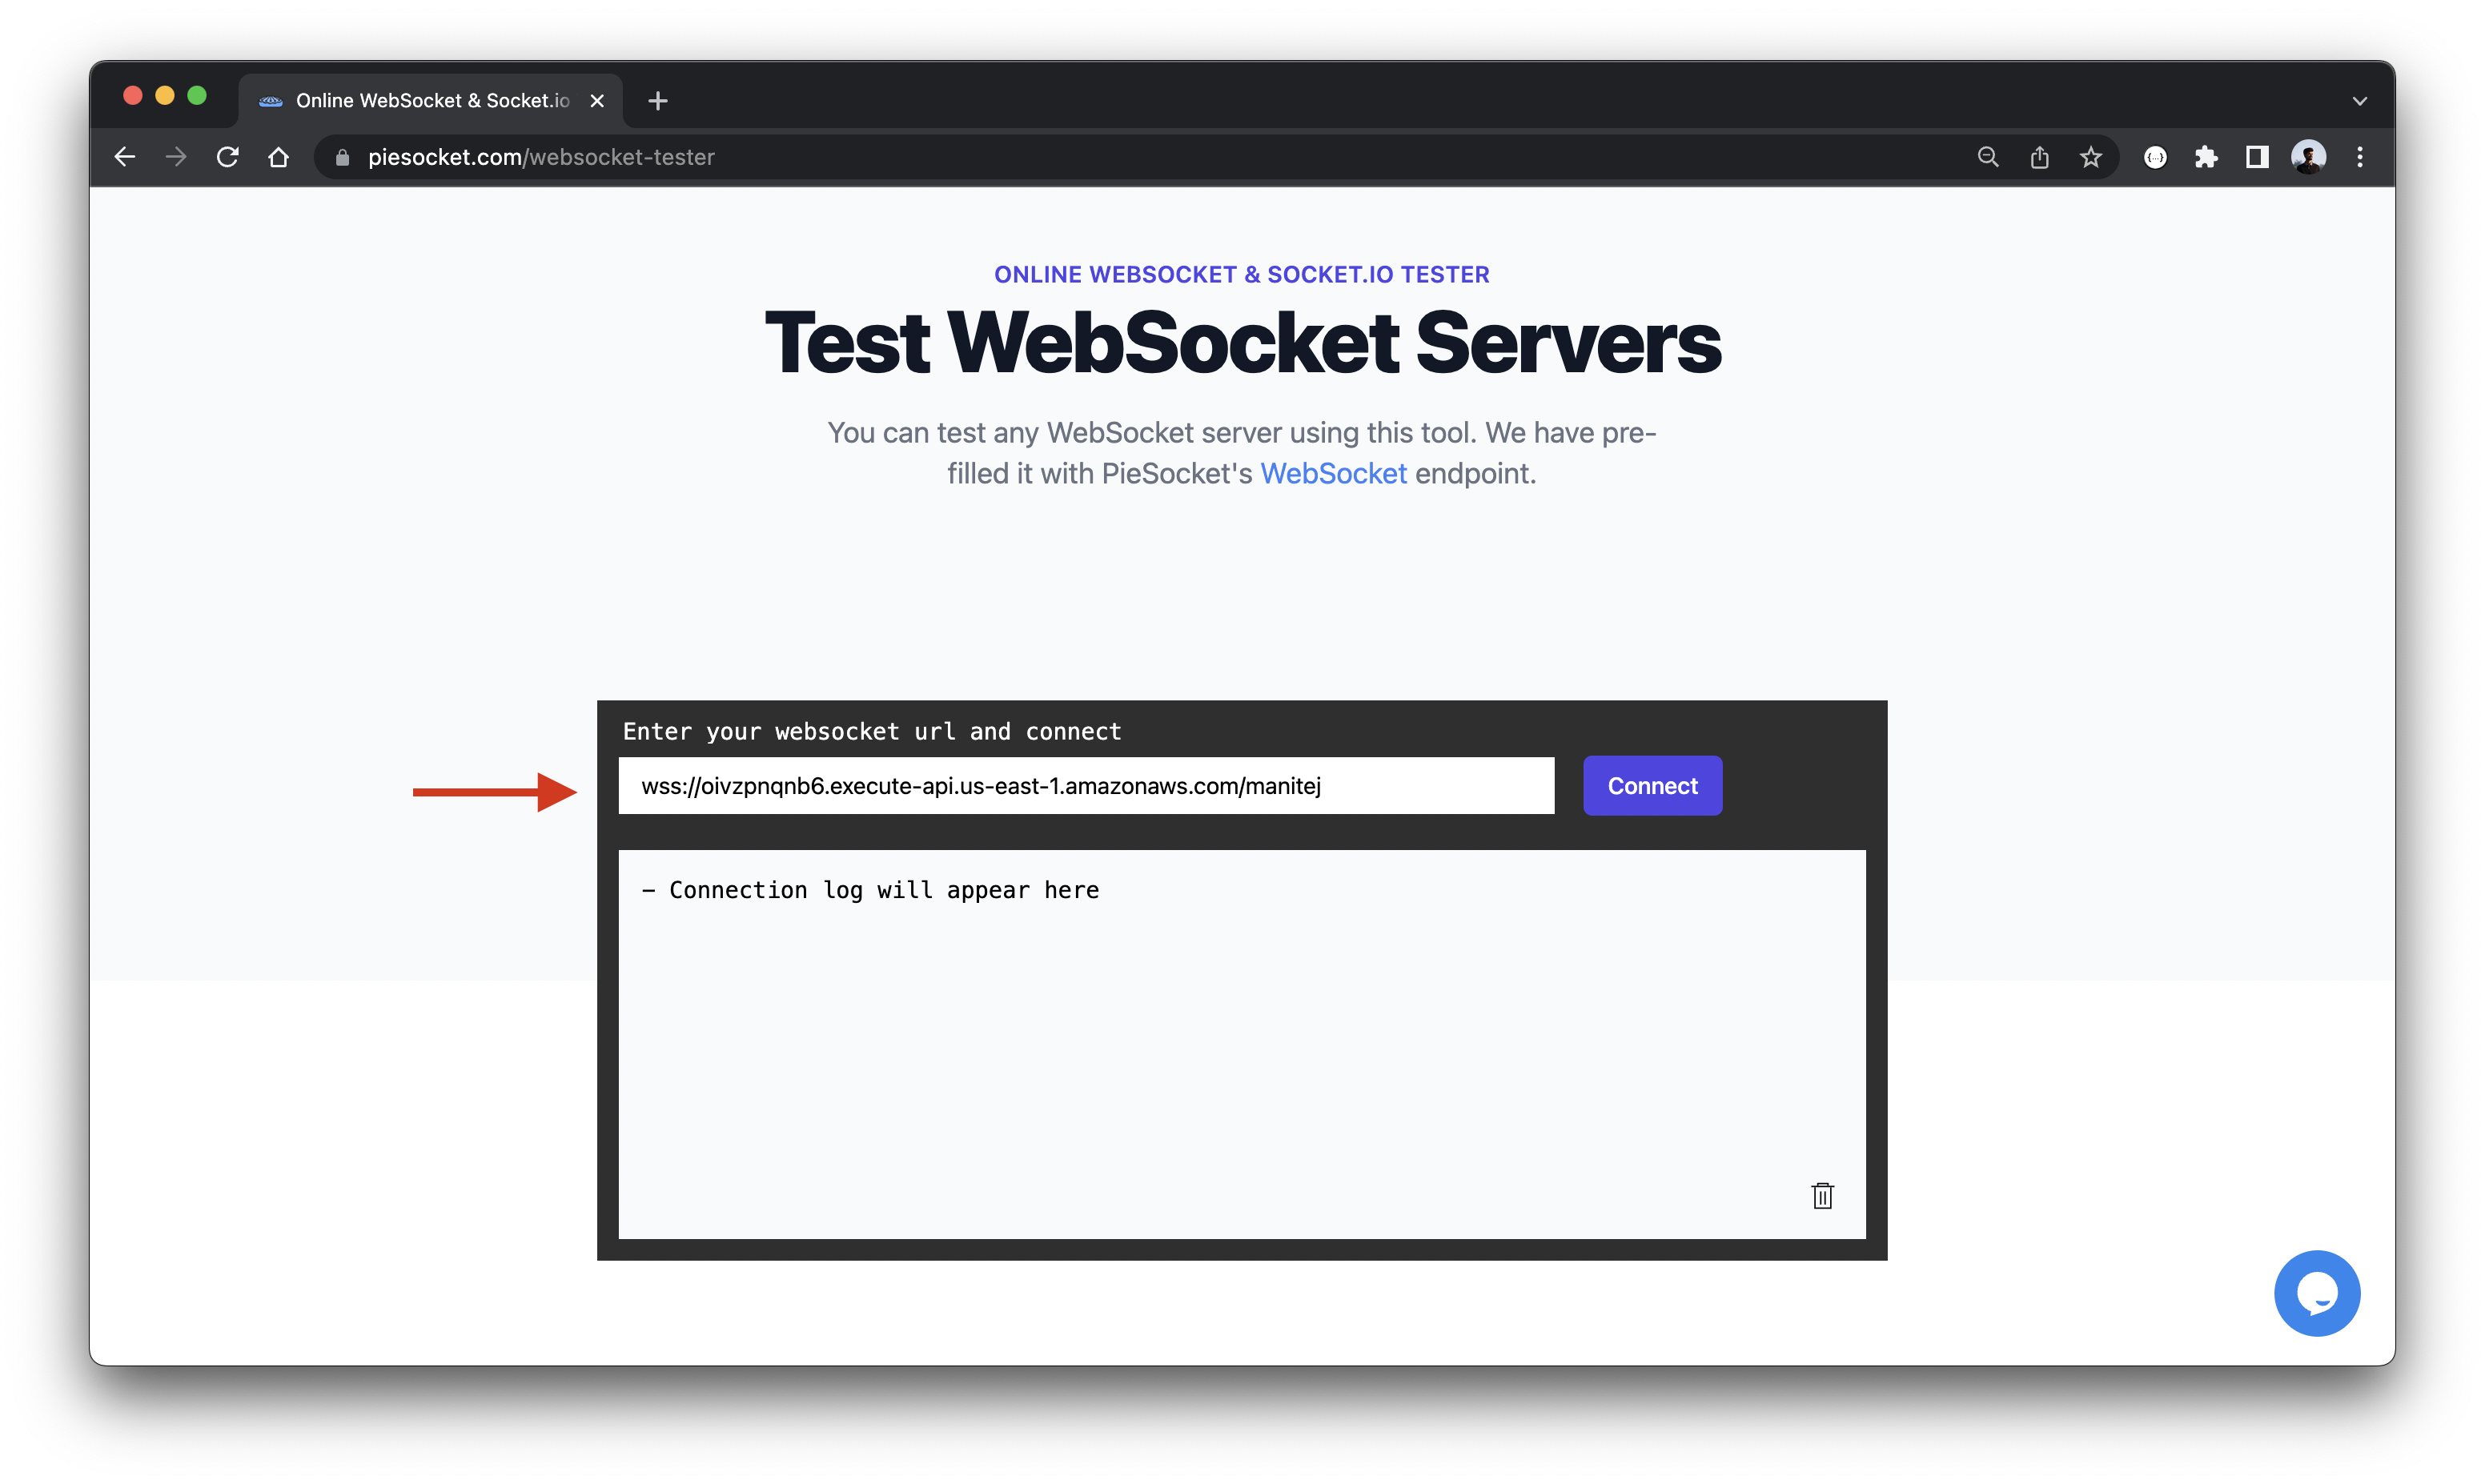 Online WebSocket & Socket.io
piesocket.com/websocket-tester
ONLINE WEBSOCKET & SOCKET.IO TESTER
Test WebSocket Servers
You can test any WebSocket server using this tool. We have pre-
filled it with PieSocket's WebSocket endpoint.
Enter your websocket url and connect
wss://oivzpnqnb6.execute-api.us-east-1.amazonaws.com/manitej
Connect
– Connection log will appear here